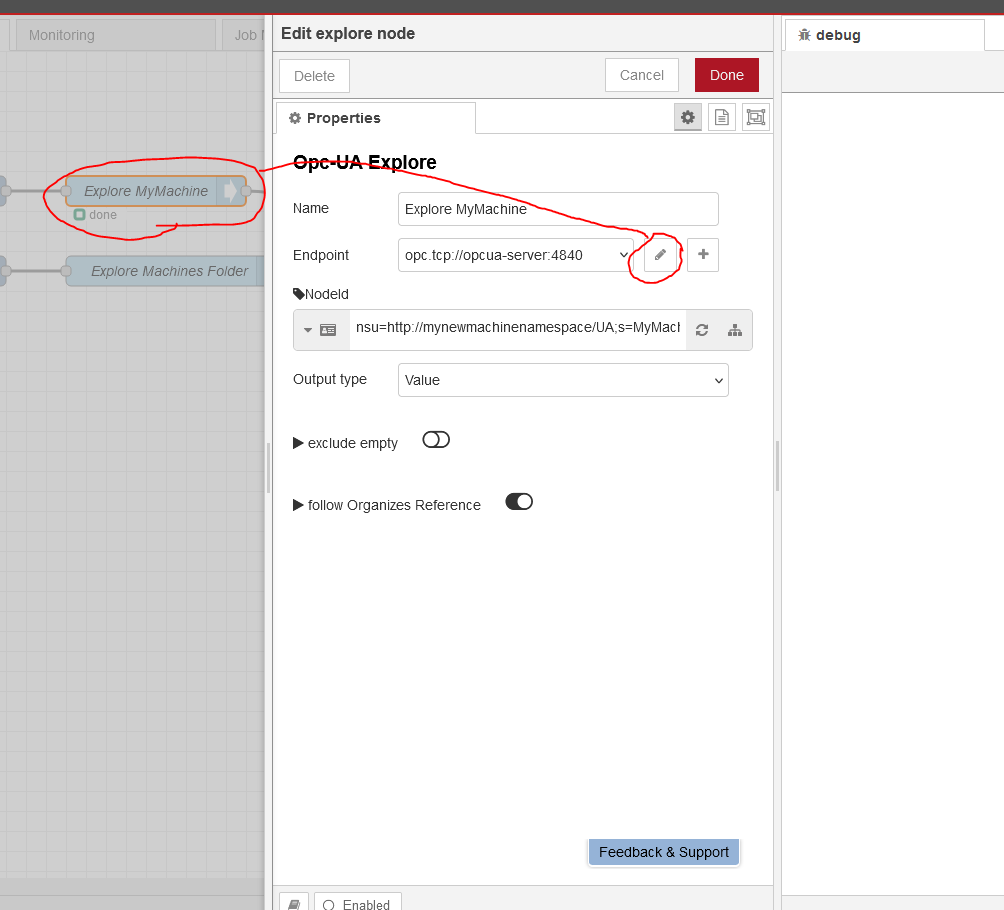 Monitoring
Job
Edit explore node
debug
Delete
Cancel
Done
Properties
Opc-UA Explore
Explore MyMachine
done
Name
Explore MyMachine
Endpoint
opc.tcp://opcua-server:4840
Explore Machines Folder
NodeId
nsu=http://mynewmachinenamespace/UA;s=MyMach
Output type
Value
exclude empty
follow Organizes Reference
Feedback & Support
Enabled